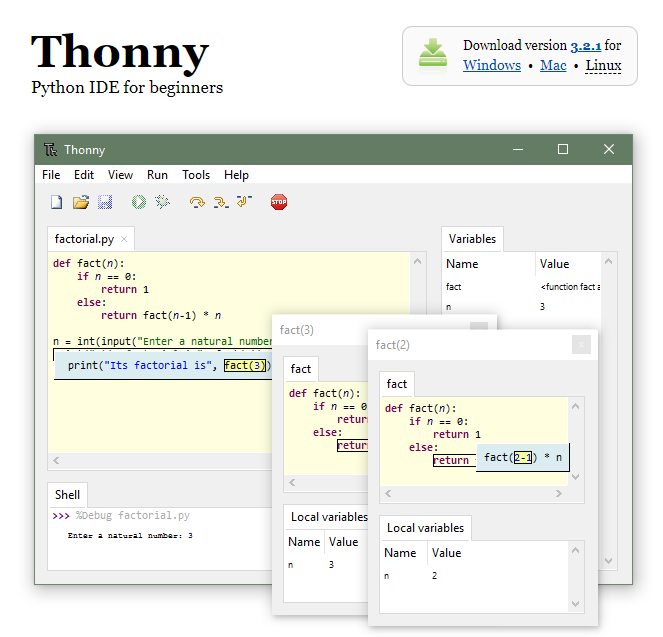 Thonny
Python IDE for beginners
Download version 3.2.1 for
Windows • Mac • Linux
Thonny
File Edit View Run Tools Help
STOP
factorial.py
def fact(n):
    if n == 0:
        return 1
    else:
        return fact(n-1) * n
n = int(input("Enter a natural number
print("Its factorial is", fact(3))
Variables
Name Value
fact <function fact a
n 3
Shell
>>> %Debug factorial.py
Enter a natural number: 3
fact(3)
fact
def fact(n):
    if n == 0
        return
    else:
        return
Local variables
Name Value
n 3
fact(2)
fact
def fact(n):
    if n == 0:
        return 1
    else:
        return
fact(2-1) * n
Local variables
Name Value
n 2